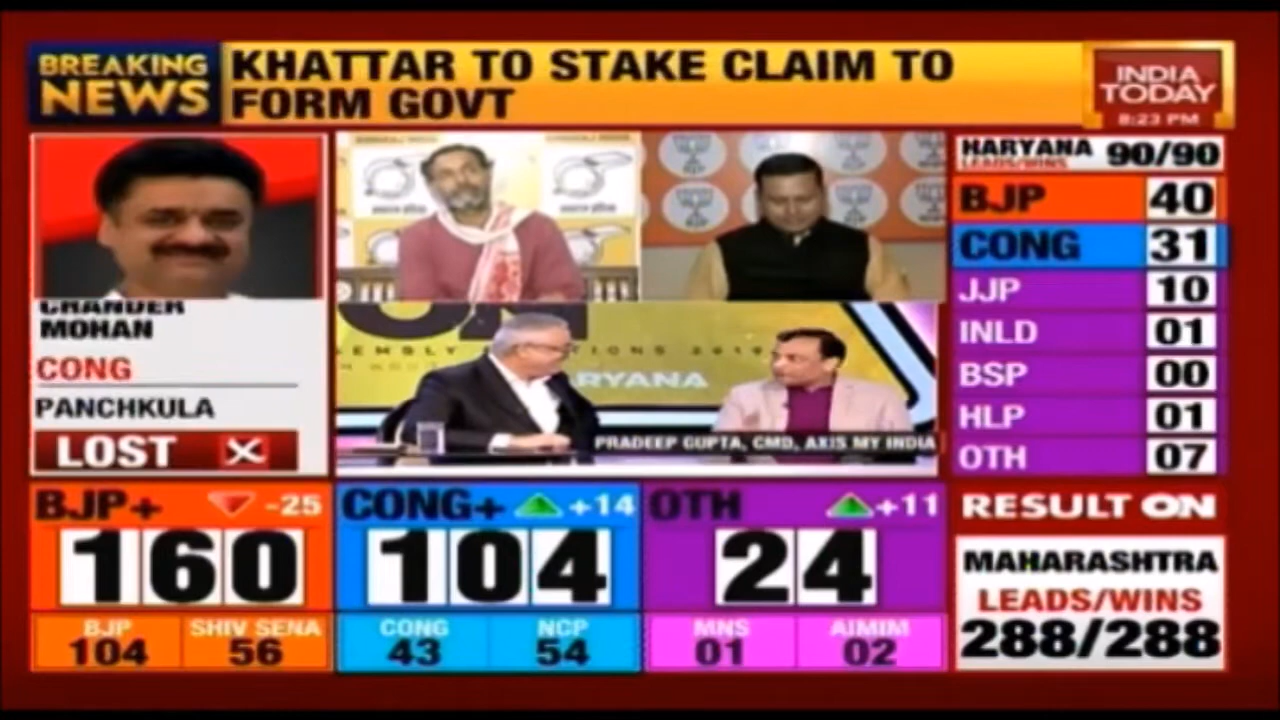 BREAKING
NEWS
KHATTAR TO STAKE CLAIM TO
FORM GOVT
INDIA
TODAY
8:23 PM
CHANDER
MOHAN
CONG
PANCHKULA
LOST X
RYANA
PRADEEP GUPTA, CMD, AXIS MY INDIA
HARYANA
LEADS/WINS
90/90
BJP 40
CONG 31
JJP 10
INLD 01
BSP 00
HLP 01
OTH 07
BJP+ -25
160
BJP SHIV SENA
104 56
CONG+ +14
104
CONG NCP
43 54
OTH +11
24
MNS AIMIM
01 02
RESULT ON
MAHARASHTRA
LEADS/WINS
288/288